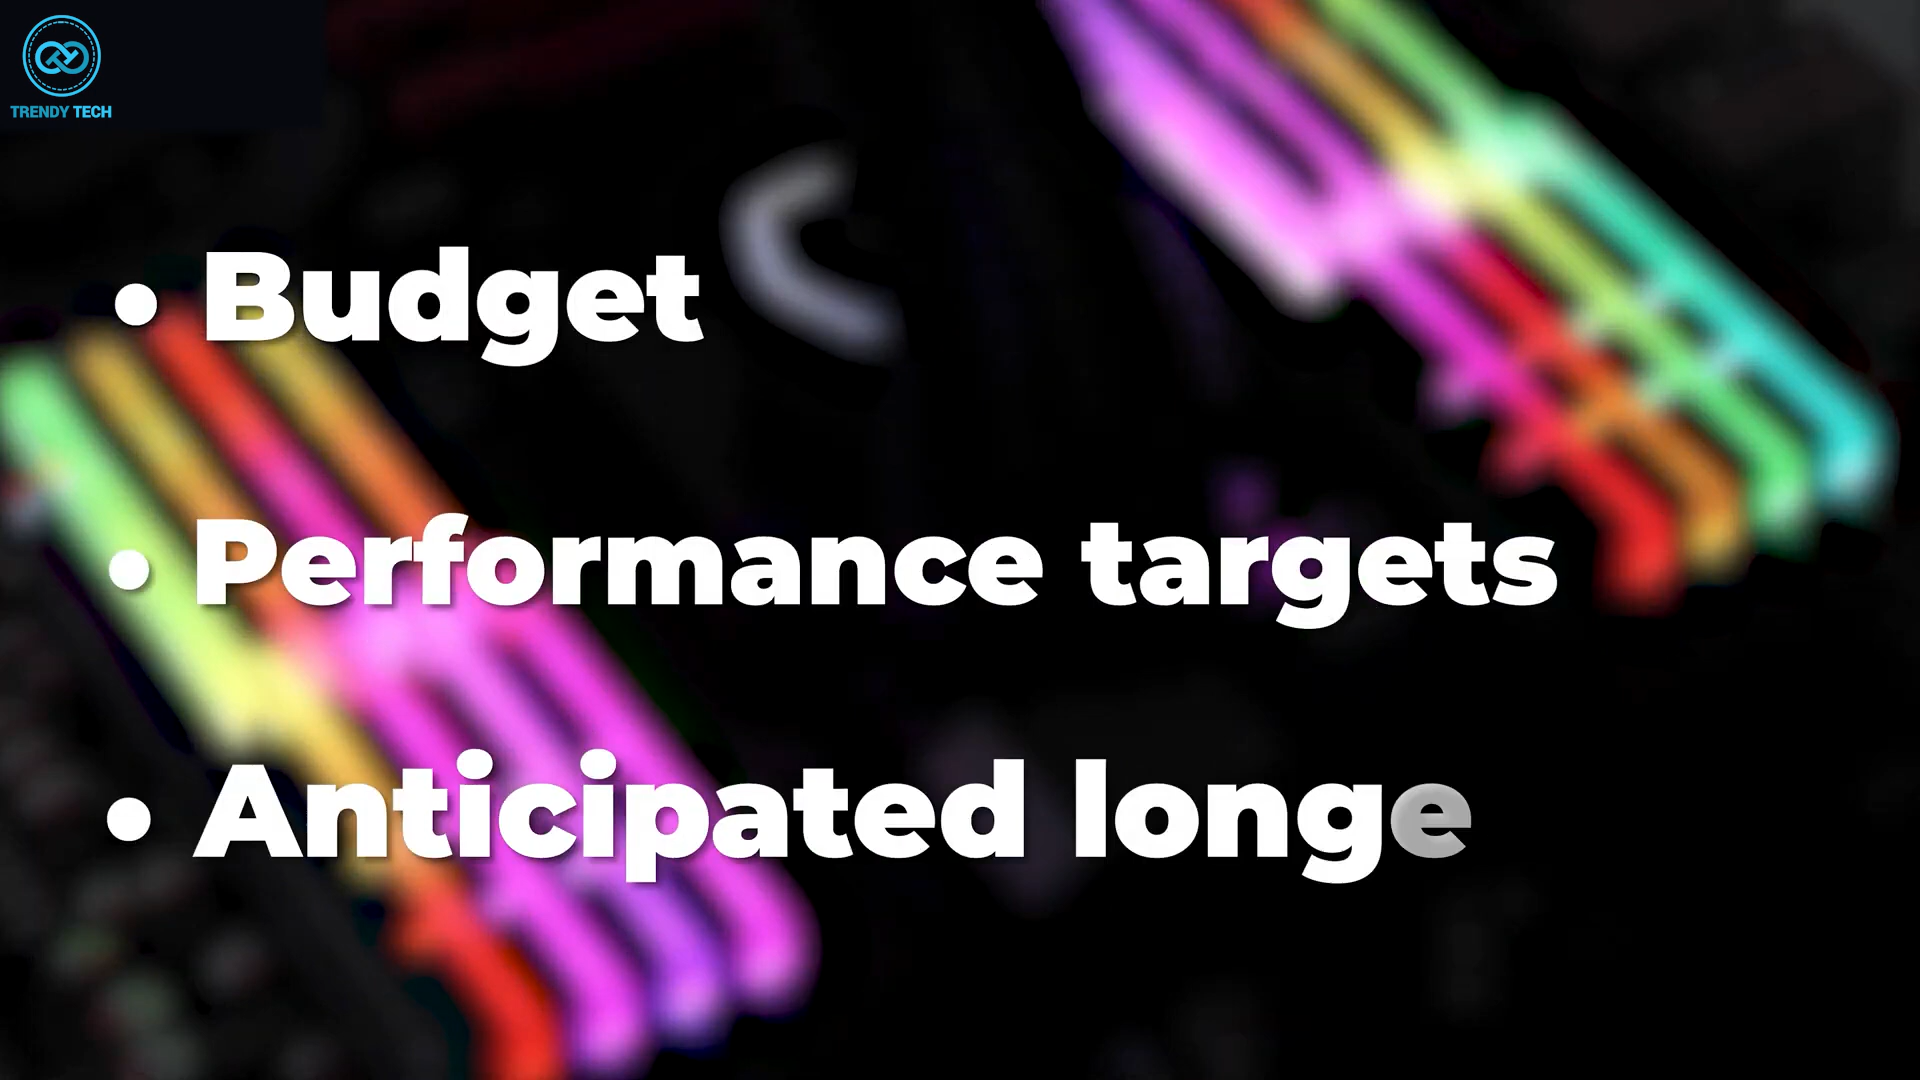 TRENDY TECH
• Budget
• Performance targets
• Anticipated longe